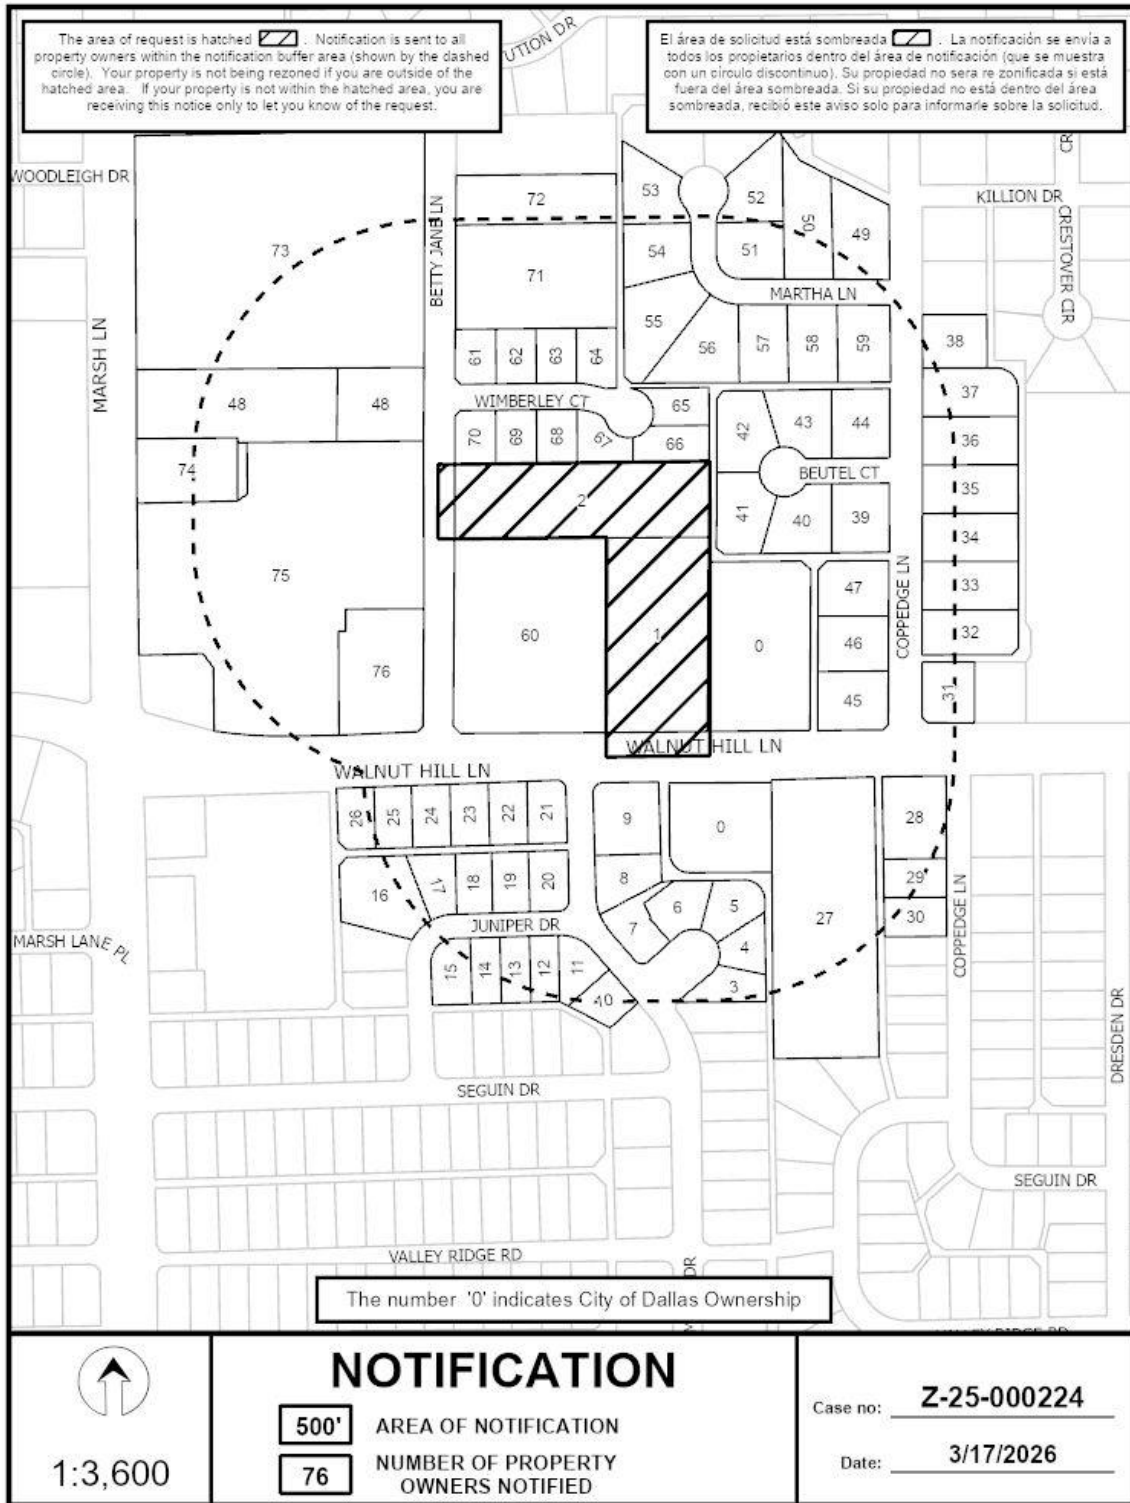 The area of request is hatched . Notification is sent to all
property owners within the notification buffer area (shown by the dashed
circle). Your property is not being rezoned if you are outside of the
hatched area. If your property is not within the hatched area, you are
receiving this notice only to let you know of the request.
El área de solicitud está sombreada . La notificación se envía a
todos los propietarios dentro del área de notificación (que se muestra
con un círculo discontinuo). Su propiedad no sera re zonificada si está
fuera del área sombreada. Si su propiedad no está dentro del área
sombreada, recibió este aviso solo para informarle sobre la solicitud.
UTION DR
WOODLEIGH DR
KILLION DR
CRESTOVER CIR
BETTY JANE LN
MARSH LN
MARTHA LN
72
53
52
50
49
73
54
51
71
55
56
57
58
59
38
61
62
63
64
37
48
48
WIMBERLEY CT
65
42
43
44
36
70
69
68
67
66
74
BEUTEL CT
2
35
41
40
39
34
COPPEDGE LN
75
47
33
60
1
0
46
32
76
45
31
WALNUT HILL LN
WALNUT HILL LN
26
25
24
23
22
21
9
0
28
16
17
18
19
20
8
29
6
5
27
30
JUNIPER DR
7
4
COPPEDGE LN
MARSH LANE PL
15
14
13
12
11
10
3
DRESDEN DR
SEGUIN DR
SEGUIN DR
VALLEY RIDGE RD
DR
The number '0' indicates City of Dallas Ownership
1:3,600
NOTIFICATION
500' AREA OF NOTIFICATION
76 NUMBER OF PROPERTY
OWNERS NOTIFIED
Case no: Z-25-000224
Date: 3/17/2026